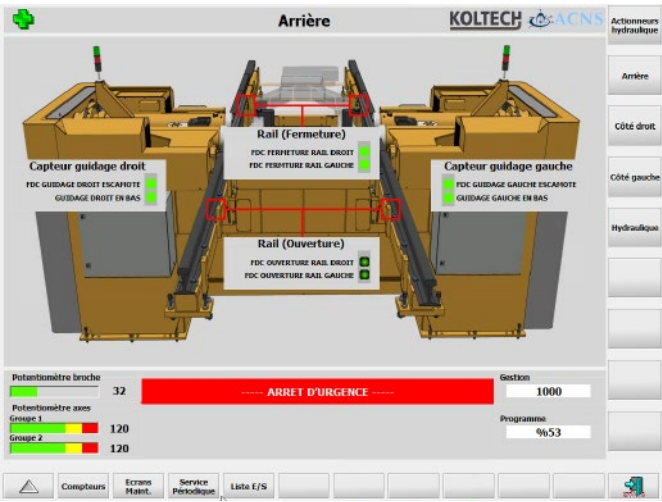 Arrière
KOLTECH ACNS
Actionneurs
hydraulique
Arrière
Côté droit
Côté gauche
Hydraulique
Rail (Fermeture)
FDC FERMETURE RAIL DROIT
FDC FERMTURE RAIL GAUCHE
Capteur guidage droit
FDC GUIDAGE DROIT ESCAMOTE
GUIDAGE DROIT EN BAS
Capteur guidage gauche
FDC GUIDAGE GAUCHE ESCAMOTE
GUIDAGE GAUCHE EN BAS
Rail (Ouverture)
FDC OUVERTURE RAIL DROIT
FDC OUVERTURE RAIL GAUCHE
Potentiomètre broche
32
----- ARRET D'URGENCE -----
Gestion
1000
Potentiomètre axes
Groupe 1
120
Groupe 2
120
Programme
%53
Compteurs
Ecrans
Maint.
Service
Périodique
Liste E/S